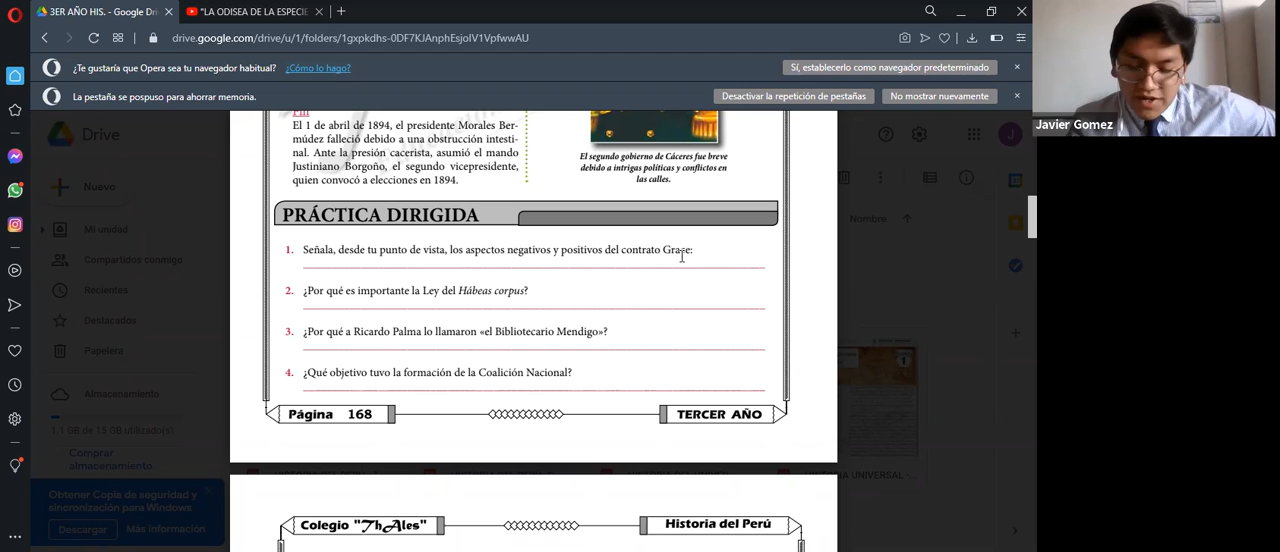 3ER AÑO HIS. - Google Dri
"LA ODISEA DE LA ESPECIE
drive.google.com/drive/u/1/folders/1gxpkdhs-0DF7KJAnphEsjolV1VpfwwAU
¿Te gustaría que Opera sea tu navegador habitual? ¿Cómo lo hago?
Sí, establecerlo como navegador predeterminado
La pestaña se pospuso para ahorrar memoria.
Desactivar la repetición de pestañas
No mostrar nuevamente
Javier Gomez
Drive
J
Nuevo
Mi unidad
Compartidos conmigo
Recientes
Destacados
Papelera
Almacenamiento
1.1 GB de 15 GB utilizado(s)
Comprar
almacenamiento
Obtener Copia de seguridad y
sincronización para Windows
Descargar
Más información
Nombre
Fin
El 1 de abril de 1894, el presidente Morales Ber-
múdez falleció debido a una obstrucción intesti-
nal. Ante la presión cacerista, asumió el mando
Justiniano Borgoño, el segundo vicepresidente,
quien convocó a elecciones en 1894.
El segundo gobierno de Cáceres fue breve
debido a intrigas políticas y conflictos en
las calles.
PRÁCTICA DIRIGIDA
1. Señala, desde tu punto de vista, los aspectos negativos y positivos del contrato Grace:
2. ¿Por qué es importante la Ley del Hábeas corpus?
3. ¿Por qué a Ricardo Palma lo llamaron «el Bibliotecario Mendigo»?
4. ¿Qué objetivo tuvo la formación de la Coalición Nacional?
Página 168
TERCER AÑO
Colegio "ThAles"
Historia del Perú